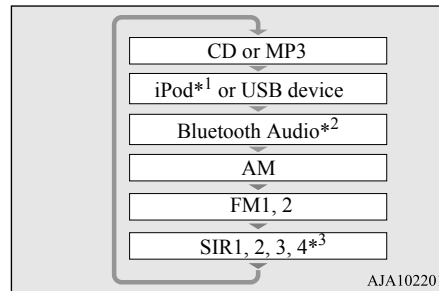 CD or MP3
iPod*1 or USB device
Bluetooth Audio*2
AM
FM1, 2
SIR1, 2, 3, 4*3
AJA102201